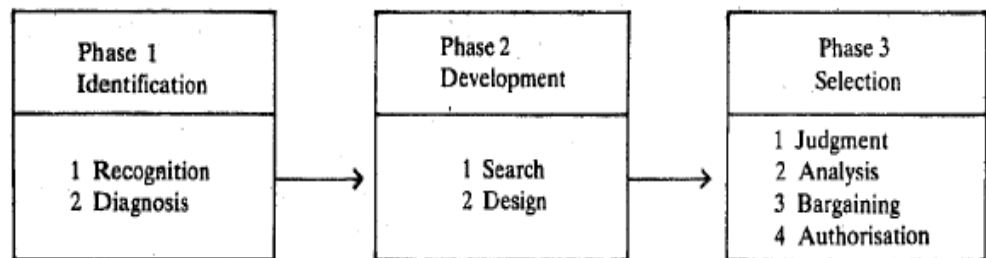 Phase 1
Identification
1 Recognition
2 Diagnosis
Phase 2
Development
1 Search
2 Design
Phase 3
Selection
1 Judgment
2 Analysis
3 Bargaining
4 Authorisation